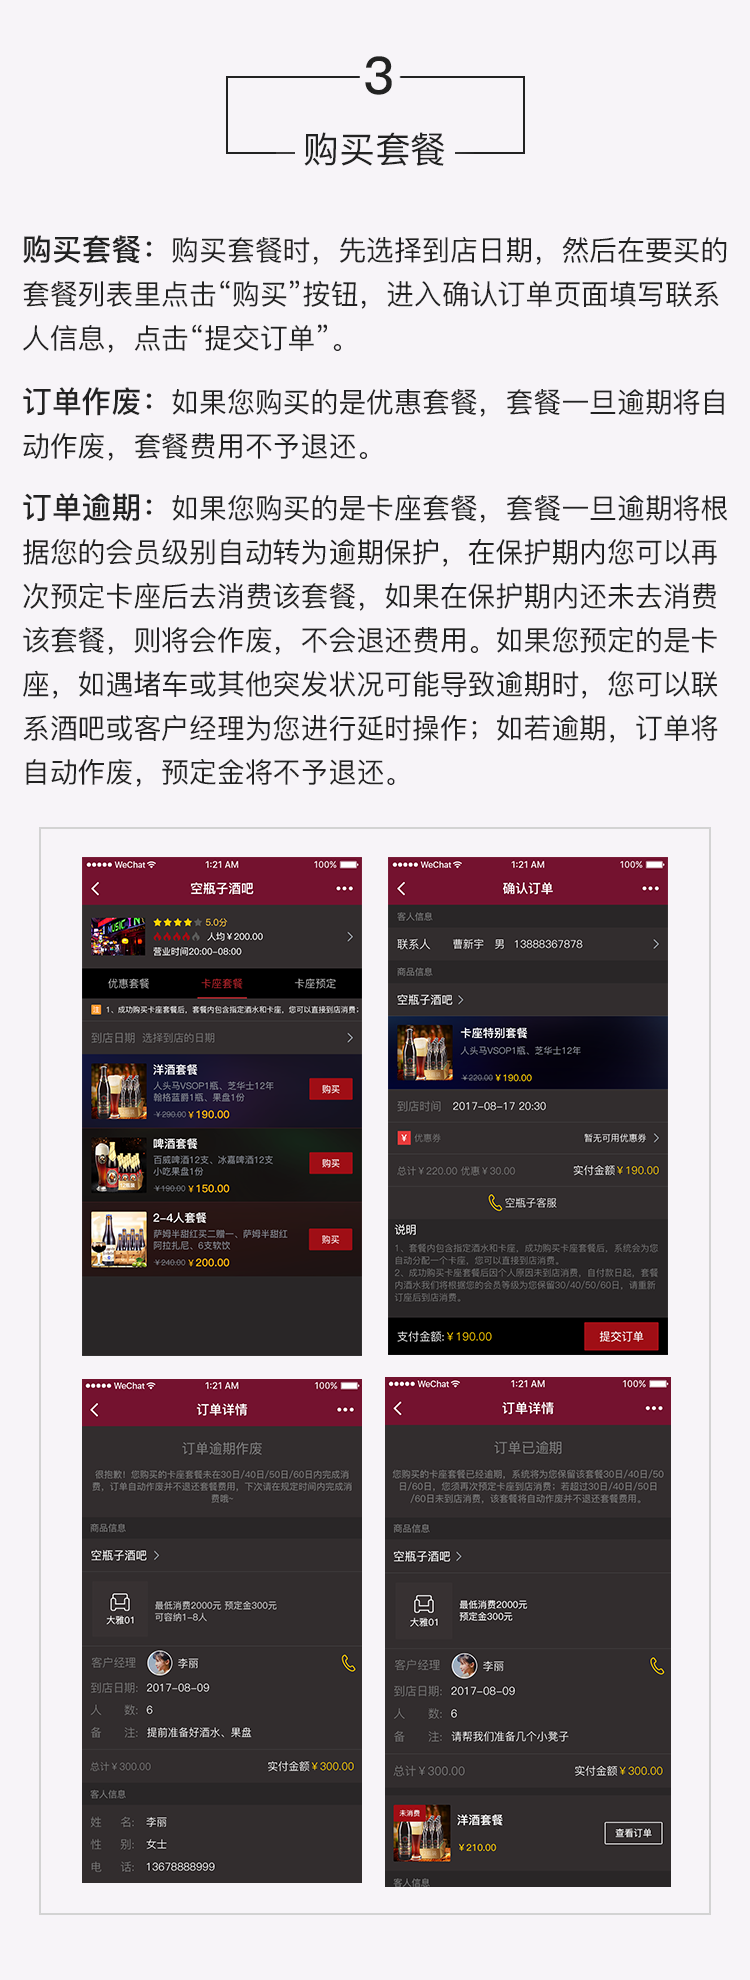 3
购买套餐
购买套餐：购买套餐时，先选择到店日期，然后在要买的
套餐列表里点击“购买”按钮，进入确认订单页面填写联系
人信息，点击“提交订单”。
订单作废：如果您购买的是优惠套餐，套餐一旦逾期将自
动作废，套餐费用不予退还。
订单逾期：如果您购买的是卡座套餐，套餐一旦逾期将根
据您的会员级别自动转为逾期保护，在保护期内您可以再
次预定卡座后去消费该套餐，如果在保护期内还未去消费
该套餐，则将会作废，不会退还费用。如果您预定的是卡
座，如遇堵车或其他突发状况可能导致逾期时，您可以联
系酒吧或客户经理为您进行延时操作；如若逾期，订单将
自动作废，预定金将不予退还。
WeChat 1:21 AM 100%
空瓶子酒吧
MUSIC IN
5.0分
人均¥200.00
营业时间20:00-08:00
优惠套餐 卡座套餐 卡座预定
注 1、成功购买卡座套餐后，套餐内包含指定酒水和卡座，您可以直接到店消费；
到店日期 选择到店的日期
洋酒套餐
人头马VSOP1瓶、芝华士12年
翰格蓝爵1瓶、果盘1份
¥290.00 ¥190.00
购买
啤酒套餐
百威啤酒12支、冰嘉啤酒12支
小吃果盘1份
¥190.00 ¥150.00
购买
2-4人套餐
萨姆半甜红买二赠一、萨姆半甜红
阿拉扎尼、6支软饮
¥240.00 ¥200.00
购买
WeChat 1:21 AM 100%
确认订单
客人信息
联系人 曹新宇 男 13888367878
商品信息
空瓶子酒吧
卡座特别套餐
人头马VSOP1瓶、芝华士12年
¥220.00 ¥190.00
到店时间 2017-08-17 20:30
¥ 优惠券 暂无可用优惠券
总计¥220.00 优惠¥30.00 实付金额¥190.00
空瓶子客服
说明
1、套餐内包含指定酒水和卡座，成功购买卡座套餐后，系统会为您
自动分配一个卡座，您可以直接到店消费。
2、成功购买卡座套餐后因个人原因未到店消费，自付款日起，套餐
内酒水我们将根据您的会员等级为您保留30/40/50/60日，请重新
订座后到店消费。
支付金额：¥190.00 提交订单
WeChat 1:21 AM 100%
订单详情
订单逾期作废
很抱歉！您购买的卡座套餐未在30日/40日/50日/60日内完成消
费，订单自动作废并不退还套餐费用，下次请在规定时间内完成消
费哦~
商品信息
空瓶子酒吧
大雅01
最低消费2000元 预定金300元
可容纳1-8人
客户经理 李丽
到店日期: 2017-08-09
人 数: 6
备 注: 提前准备好酒水、果盘
总计¥300.00 实付金额¥300.00
客人信息
姓 名: 李丽
性 别: 女士
电 话: 13678888999
WeChat 1:21 AM 100%
订单详情
订单已逾期
您购买的卡座套餐已经逾期，系统将为您保留该套餐30日/40日/50
日/60日，您须再次预定卡座到店消费；若超过30日/40日/50日
/60日未到店消费，该套餐将自动作废并不退还套餐费用。
商品信息
空瓶子酒吧
大雅01
最低消费2000元
预定金300元
客户经理 李丽
到店日期: 2017-08-09
人 数: 6
备 注: 请帮我们准备几个小凳子
总计¥300.00 实付金额¥300.00
未消费
洋酒套餐
¥210.00
查看订单
客人信息